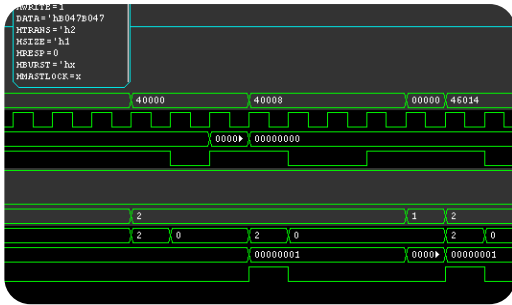 HWRITE=1
DATA='hB047B047
HTRANS='h2
HSIZE='h1
HRESP=0
HBURST='hx
HMASTLOCK=x
40000 40008 00000 46014
0000 00000000
2 1 2
2 0 2 0 2 0
00000001 0000 00000001